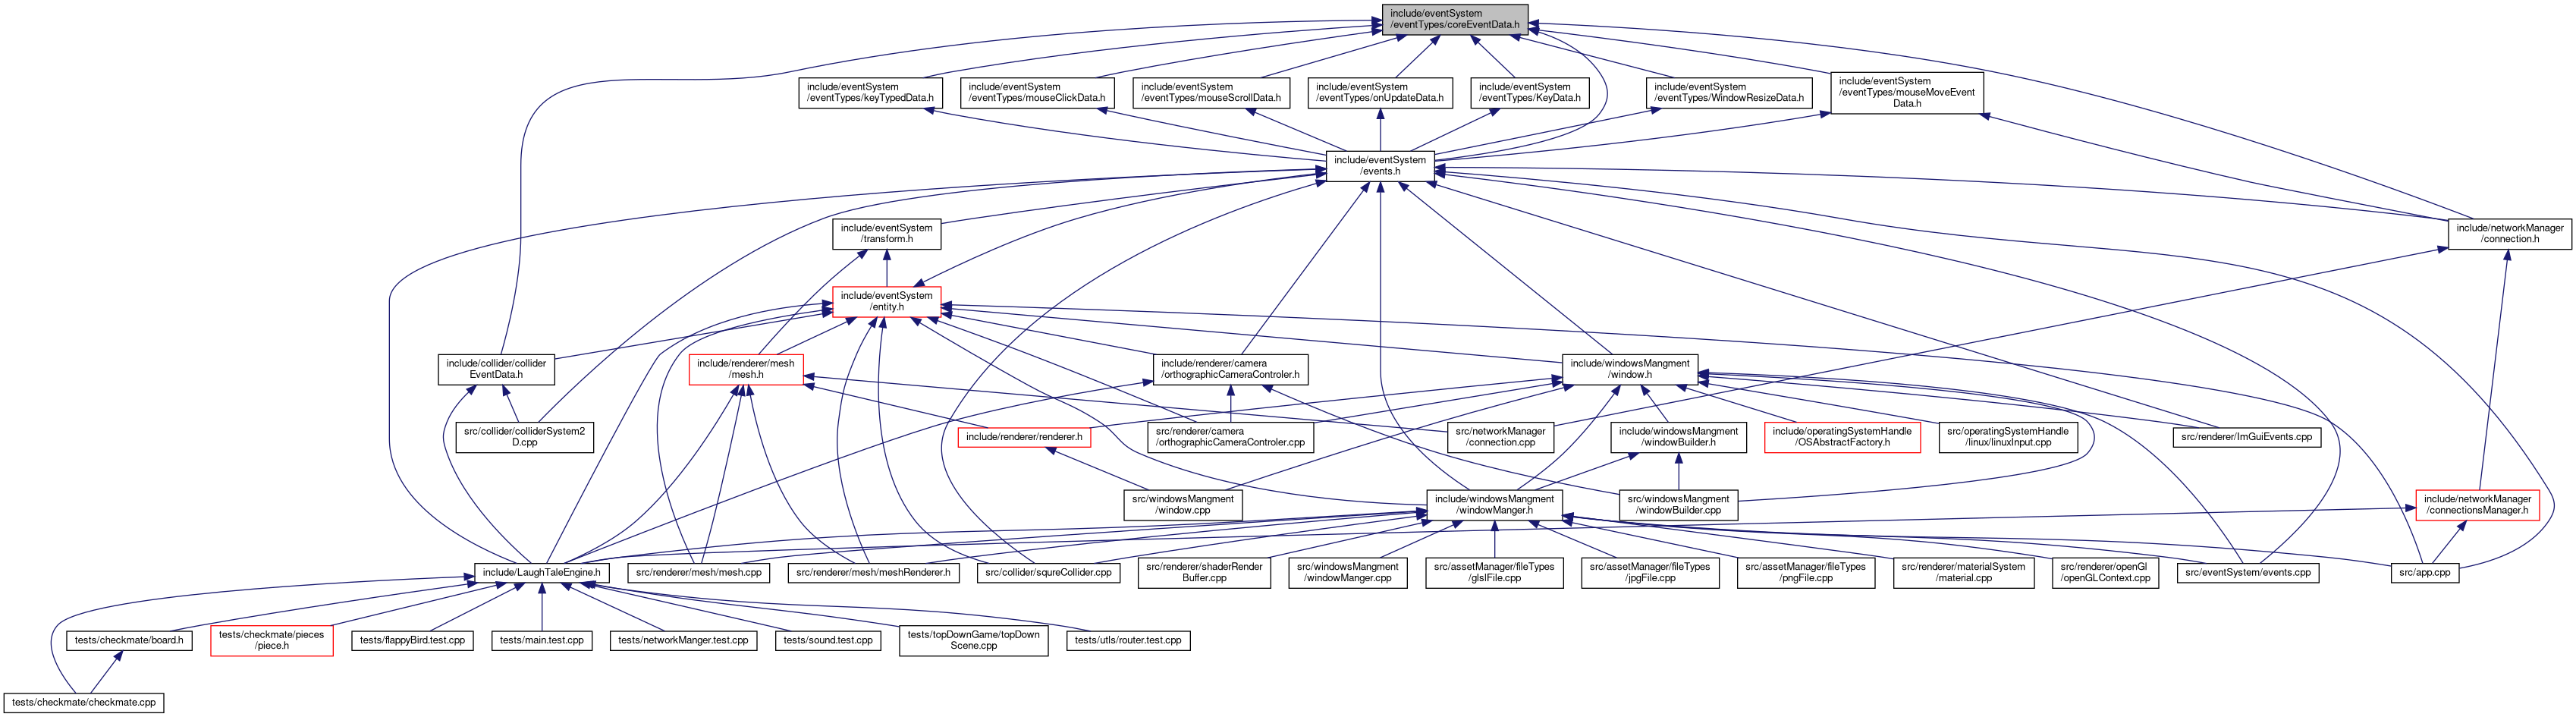 include/eventSystem
/eventTypes/coreEventData.h
include/eventSystem
/eventTypes/keyTypedData.h
include/eventSystem
/eventTypes/mouseClickData.h
include/eventSystem
/eventTypes/mouseScrollData.h
include/eventSystem
/eventTypes/onUpdateData.h
include/eventSystem
/eventTypes/KeyData.h
include/eventSystem
/eventTypes/WindowResizeData.h
include/eventSystem
/eventTypes/mouseMoveEvent
Data.h
include/eventSystem
/events.h
include/eventSystem
/transform.h
include/networkManager
/connection.h
include/eventSystem
/entity.h
include/collider/collider
EventData.h
include/renderer/mesh
/mesh.h
include/renderer/camera
/orthographicCameraControler.h
include/windowsMangment
/window.h
src/collider/colliderSystem2
D.cpp
include/renderer/renderer.h
src/renderer/camera
/orthographicCameraControler.cpp
src/networkManager
/connection.cpp
include/windowsMangment
/windowBuilder.h
include/operatingSystemHandle
/OSAbstractFactory.h
src/operatingSystemHandle
/linux/linuxInput.cpp
src/renderer/ImGuiEvents.cpp
src/windowsMangment
/window.cpp
include/windowsMangment
/windowManger.h
src/windowsMangment
/windowBuilder.cpp
include/networkManager
/connectionsManager.h
include/LaughTaleEngine.h
src/renderer/mesh/mesh.cpp
src/renderer/mesh/meshRenderer.h
src/collider/squreCollider.cpp
src/renderer/shaderRender
Buffer.cpp
src/windowsMangment
/windowManger.cpp
src/assetManager/fileTypes
/glslFile.cpp
src/assetManager/fileTypes
/jpgFile.cpp
src/assetManager/fileTypes
/pngFile.cpp
src/renderer/materialSystem
/material.cpp
src/renderer/openGl
/openGLContext.cpp
src/eventSystem/events.cpp
src/app.cpp
tests/checkmate/board.h
tests/checkmate/pieces
/piece.h
tests/flappyBird.test.cpp
tests/main.test.cpp
tests/networkManger.test.cpp
tests/sound.test.cpp
tests/topDownGame/topDown
Scene.cpp
tests/utls/router.test.cpp
tests/checkmate/checkmate.cpp